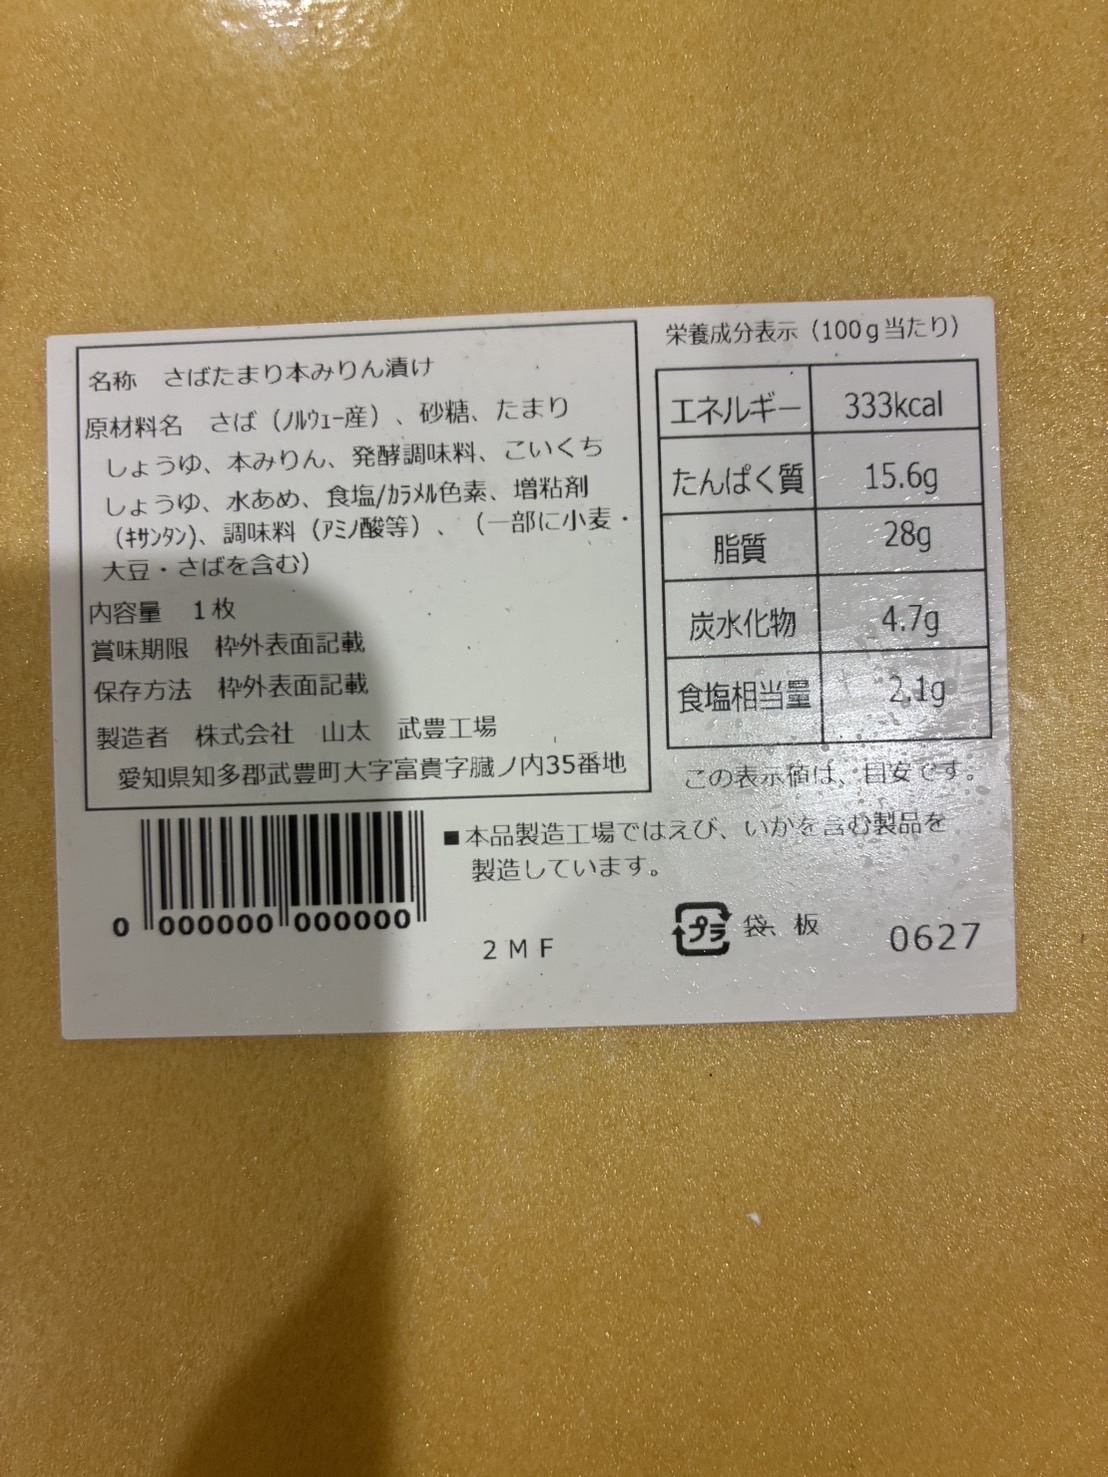 名称　さばたまり本みりん漬け
原材料名　さば（ﾉﾙｳｪｰ産）、砂糖、たまり
しょうゆ、本みりん、発酵調味料、こいくち
しょうゆ、水あめ、食塩/ｶﾗﾒﾙ色素、増粘剤
（ｷｻﾝﾀﾝ）、調味料（ｱﾐﾉ酸等）、（一部に小麦・
大豆・さばを含む）
内容量　1枚
賞味期限　枠外表面記載
保存方法　枠外表面記載
製造者　株式会社　山太　武豊工場
愛知県知多郡武豊町大字富貴字臓ノ内35番地
栄養成分表示（100g当たり）
エネルギー 333kcal
たんぱく質 15.6g
脂質 28g
炭水化物 4.7g
食塩相当量 2.1g
この表示値は、目安です。
■本品製造工場ではえび、いかを含む製品を
製造しています。
0 000000 000000
2MF
プラ 袋、板
0627